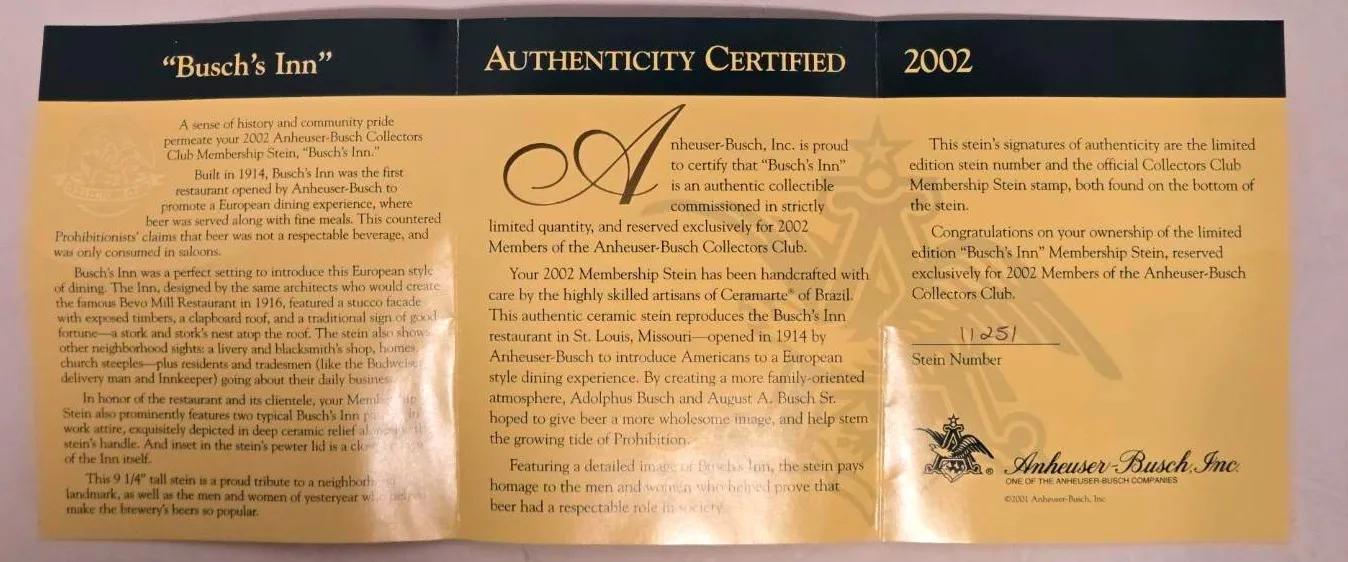 "Busch's Inn"
A sense of history and community pride
permeate your 2002 Anheuser-Busch Collectors
Club Membership Stein, "Busch's Inn."
Built in 1914, Busch's Inn was the first
restaurant opened by Anheuser-Busch to
promote a European dining experience, where
beer was served along with fine meals. This countered
Prohibitionists' claims that beer was not a respectable beverage, and
was only consumed in saloons.
Busch's Inn was a perfect setting to introduce this European style
of dining. The Inn, designed by the same architects who would create
the famous Bevo Mill Restaurant in 1916, featured a stucco facade
with exposed timbers, a clapboard roof, and a traditional sign of good
fortune—a stork and stork's nest atop the roof. The stein also shows
other neighborhood sights: a livery and blacksmith's shop, homes,
church steeples—plus residents and tradesmen (like the Budweiser
delivery man and Innkeeper) going about their daily business.
In honor of the restaurant and its clientele, your Membership
Stein also prominently features two typical Busch's Inn
work attire, exquisitely depicted in deep ceramic relief
stein's handle. And inset in the stein's pewter lid is a
of the Inn itself.
This 9 1/4" tall stein is a proud tribute to a neighborhood
landmark, as well as the men and women of yesteryear who helped
make the brewery's beers so popular.
AUTHENTICITY CERTIFIED
Anheuser-Busch, Inc. is proud
to certify that "Busch's Inn"
is an authentic collectible
commissioned in strictly
limited quantity, and reserved exclusively for 2002
Members of the Anheuser-Busch Collectors Club.
Your 2002 Membership Stein has been handcrafted with
care by the highly skilled artisans of Ceramarte® of Brazil.
This authentic ceramic stein reproduces the Busch's Inn
restaurant in St. Louis, Missouri—opened in 1914 by
Anheuser-Busch to introduce Americans to a European
style dining experience. By creating a more family-oriented
atmosphere, Adolphus Busch and August A. Busch Sr.
hoped to give beer a more wholesome image, and help stem
the growing tide of Prohibition.
Featuring a detailed image of Busch's Inn, the stein pays
homage to the men and women who helped prove that
beer had a respectable role in society.
2002
This stein's signatures of authenticity are the limited
edition stein number and the official Collectors Club
Membership Stein stamp, both found on the bottom of
the stein.
Congratulations on your ownership of the limited
edition "Busch's Inn" Membership Stein, reserved
exclusively for 2002 Members of the Anheuser-Busch
Collectors Club.
11251
Stein Number
Anheuser-Busch, Inc.
ONE OF THE ANHEUSER-BUSCH COMPANIES
©2001 Anheuser-Busch, Inc.